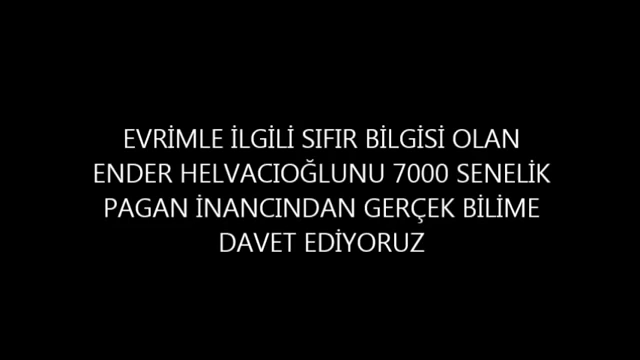 EVRİMLE İLGİLİ SIFIR BİLGİSİ OLAN
ENDER HELVACIOĞLUNU 7000 SENELİK
PAGAN İNANCINDAN GERÇEK BİLİME
DAVET EDİYORUZ